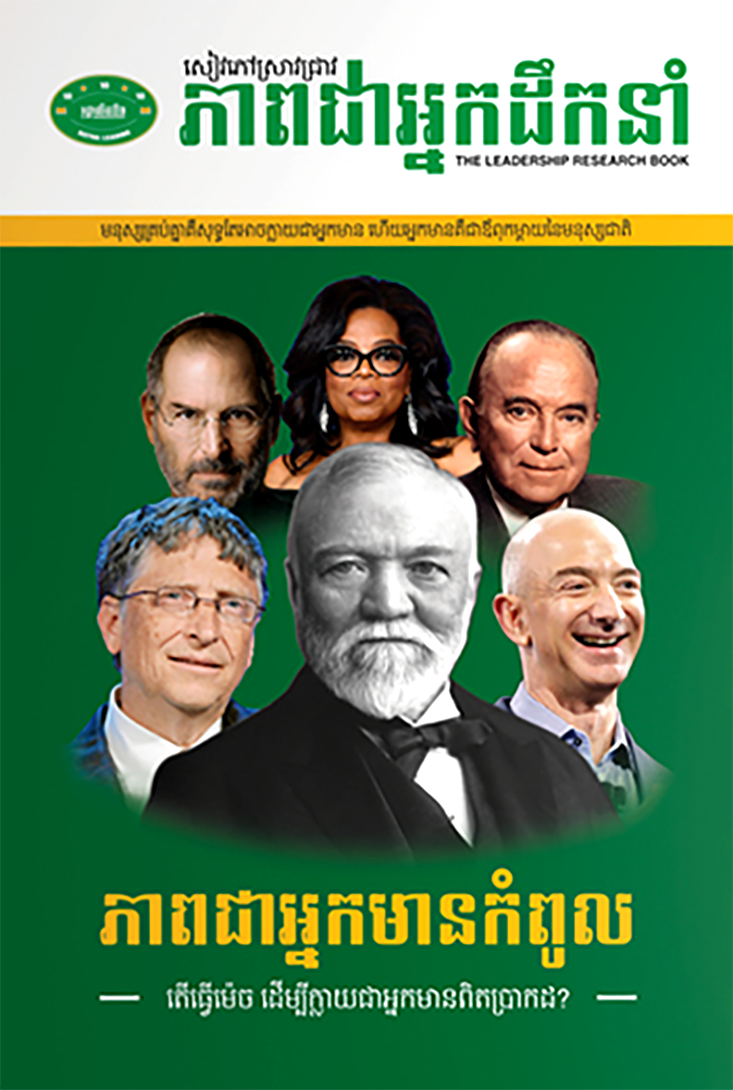 សៀវភៅស្រាវជ្រាវ
ភាពជាអ្នកដឹកនាំ
THE LEADERSHIP RESEARCH BOOK
មនុស្សគ្រប់គ្នាគឺសុទ្ធតែអាចក្លាយជាអ្នកមាន ហើយអ្នកមានគឺជាឪពុកម្ដាយនៃមនុស្សជាតិ
ភាពជាអ្នកមានកំពូល
តើធ្វើម៉េច ដើម្បីក្លាយជាអ្នកមានពិតប្រាកដ?